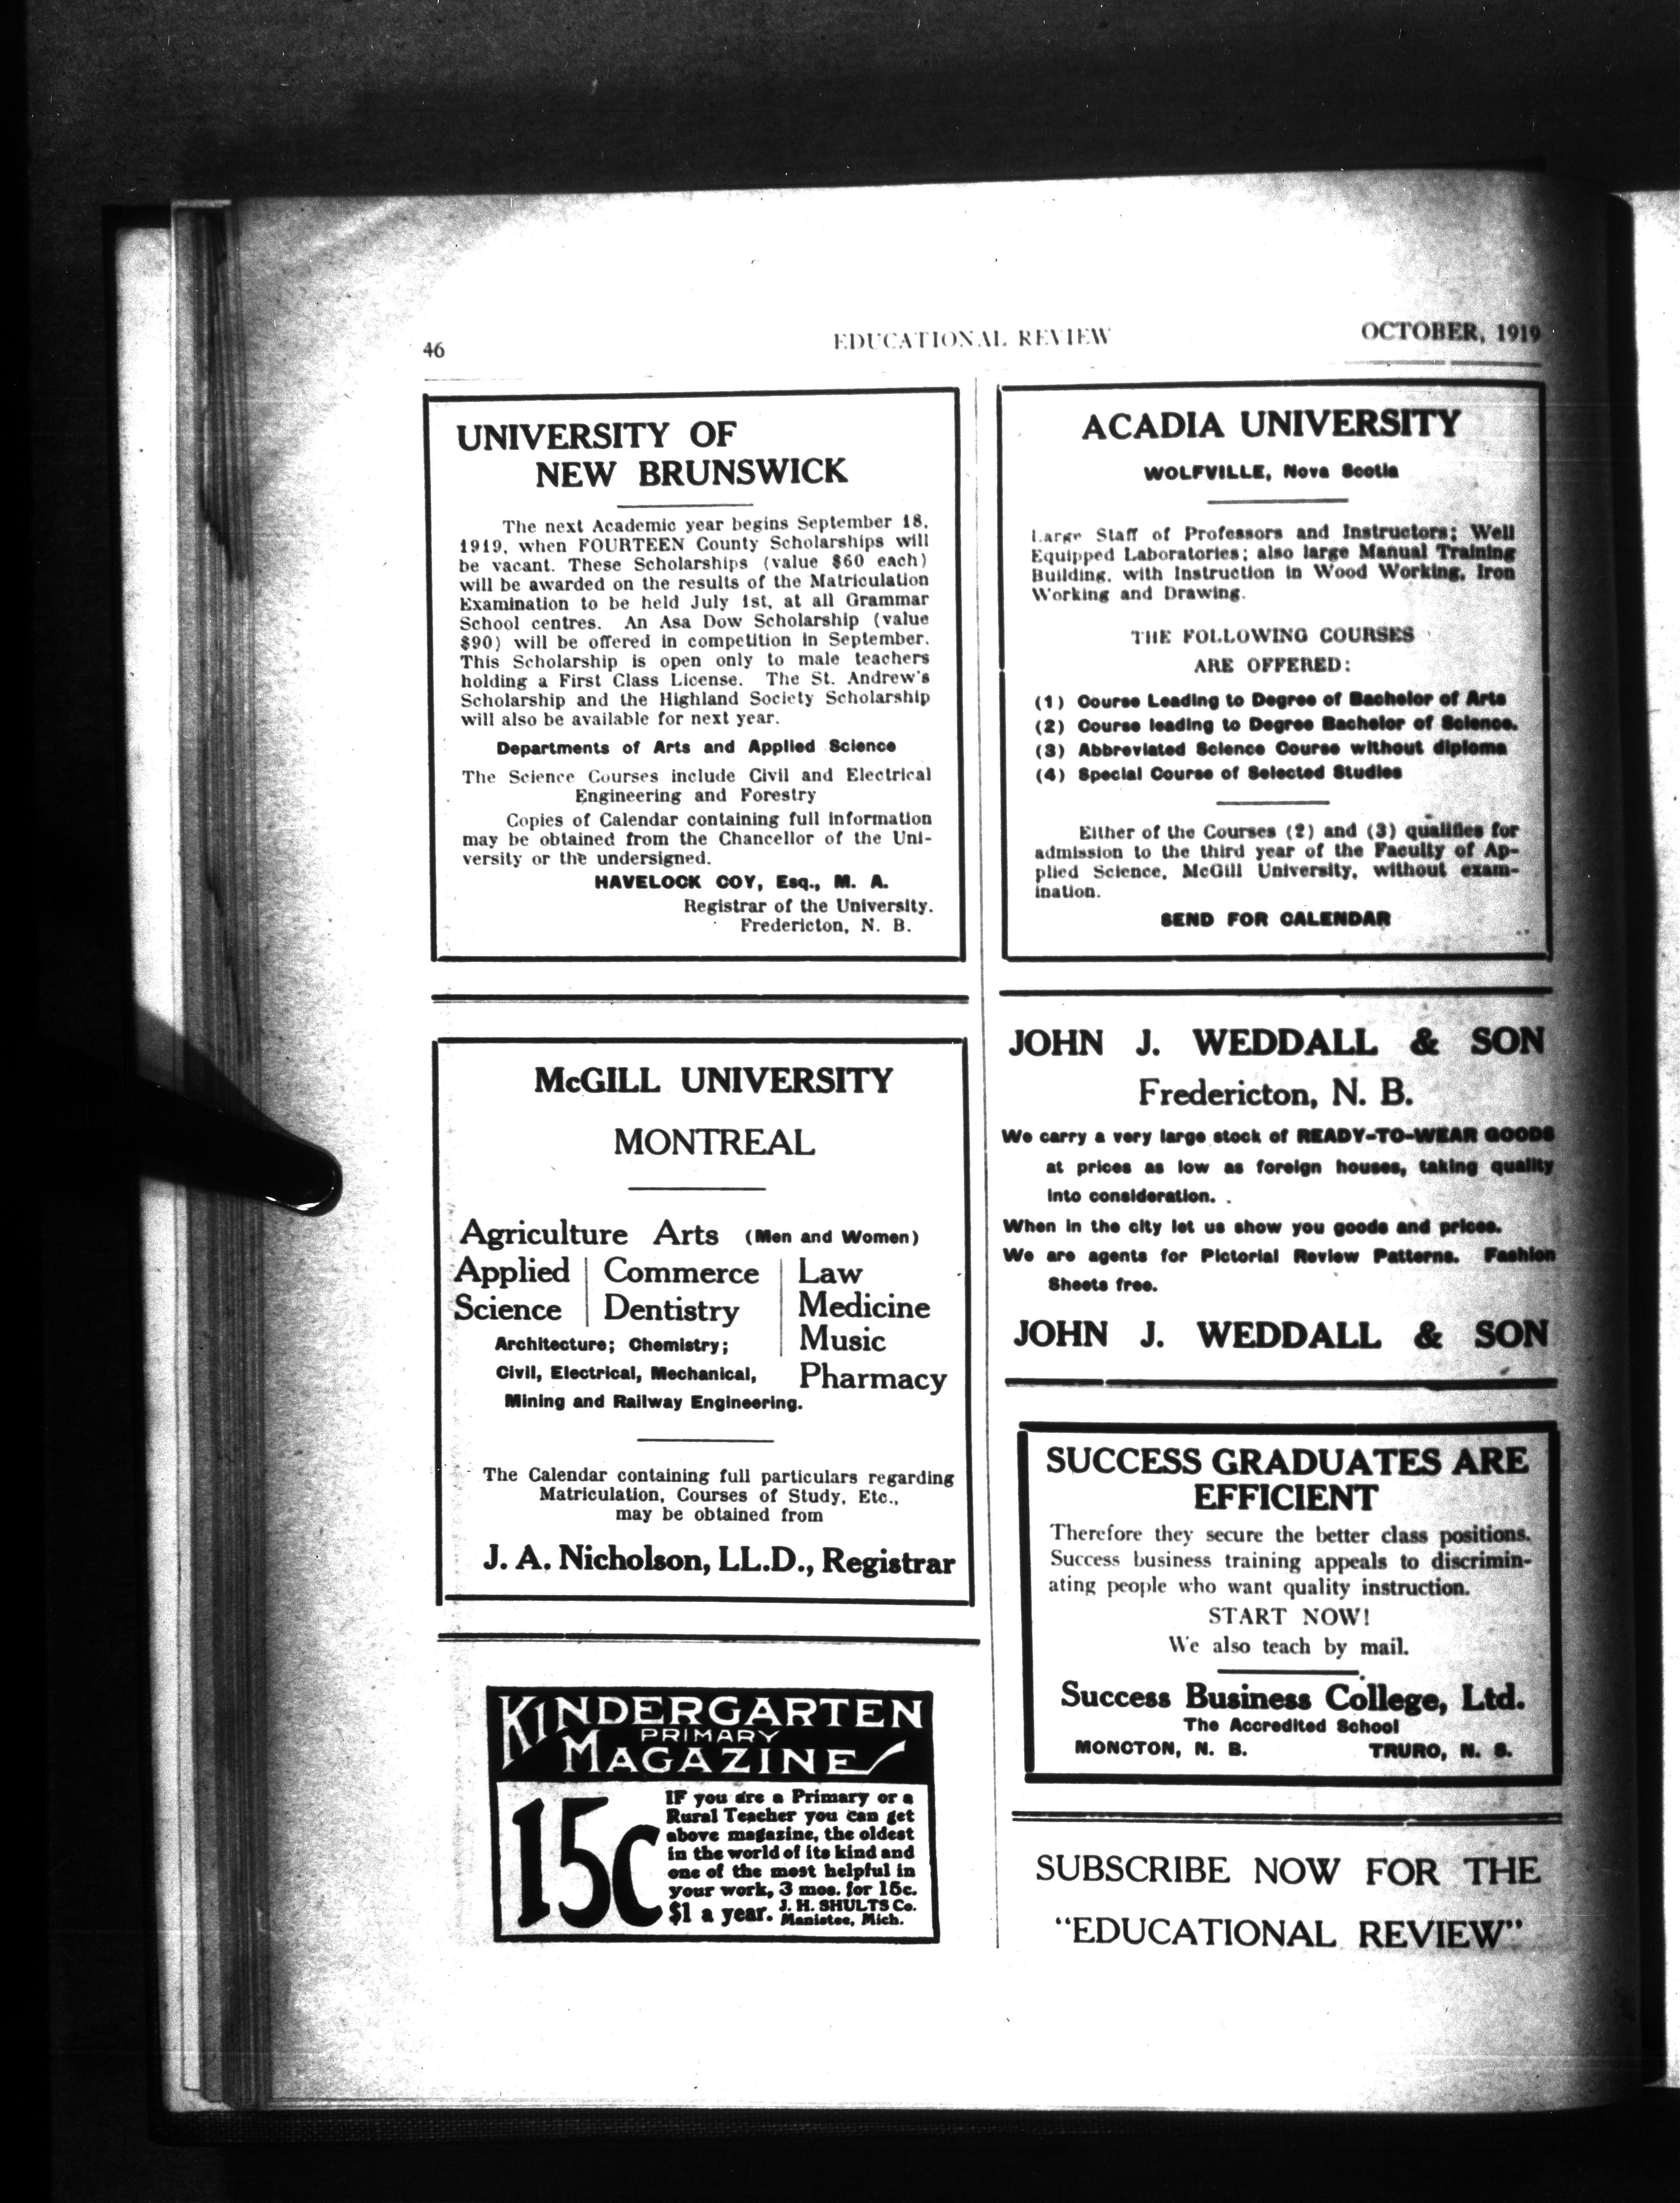 46
EDUCATIONAL REVIEW
OCTOBER, 1919
UNIVERSITY OF
NEW BRUNSWICK
The next Academic year begins September 18,
1919, when FOURTEEN County Scholarships will
be vacant. These Scholarships (value $60 each)
will be awarded on the results of the Matriculation
Examination to be held July 1st, at all Grammar
School centres. An Asa Dow Scholarship (value
$90) will be offered in competition in September.
This Scholarship is open only to male teachers
holding a First Class License. The St. Andrew's
Scholarship and the Highland Society Scholarship
will also be available for next year.
Departments of Arts and Applied Science
The Science Courses include Civil and Electrical
Engineering and Forestry
Copies of Calendar containing full information
may be obtained from the Chancellor of the Uni-
versity or the undersigned.
HAVELOCK COY, Esq., M. A.
Registrar of the University.
Fredericton, N. B.
McGILL UNIVERSITY
MONTREAL
Agriculture Arts (Men and Women)
Applied Commerce Law
Science Dentistry Medicine
Architecture; Chemistry; Music
Civil, Electrical, Mechanical, Pharmacy
Mining and Railway Engineering.
The Calendar containing full particulars regarding
Matriculation, Courses of Study, Etc.,
may be obtained from
J. A. Nicholson, LL.D., Registrar
KINDERGARTEN
PRIMARY
MAGAZINE
15c
IF you are a Primary or a
Rural Teacher you can get
above magazine, the oldest
in the world of its kind and
one of the most helpful in
your work, 3 mos. for 15c.
$1 a year. J. H. SHULTS Co.
Manistee, Mich.
ACADIA UNIVERSITY
WOLFVILLE, Nova Scotia
Large Staff of Professors and Instructors; Well
Equipped Laboratories; also large Manual Training
Building, with Instruction in Wood Working, Iron
Working and Drawing.
THE FOLLOWING COURSES
ARE OFFERED:
(1) Course Leading to Degree of Bachelor of Arts
(2) Course leading to Degree Bachelor of Science.
(3) Abbreviated Science Course without diploma
(4) Special Course of Selected Studies
Either of the Courses (2) and (3) qualifies for
admission to the third year of the Faculty of Ap-
plied Science, McGill University, without exam-
ination.
SEND FOR CALENDAR
JOHN J. WEDDALL & SON
Fredericton, N. B.
We carry a very large stock of READY-TO-WEAR GOODS
at prices as low as foreign houses, taking quality
into consideration.
When in the city let us show you goods and prices.
We are agents for Pictorial Review Patterns. Fashion
Sheets free.
JOHN J. WEDDALL & SON
SUCCESS GRADUATES ARE
EFFICIENT
Therefore they secure the better class positions.
Success business training appeals to discrimin-
ating people who want quality instruction.
START NOW!
We also teach by mail.
Success Business College, Ltd.
The Accredited School
MONCTON, N. B. TRURO, N. S.
SUBSCRIBE NOW FOR THE
"EDUCATIONAL REVIEW"